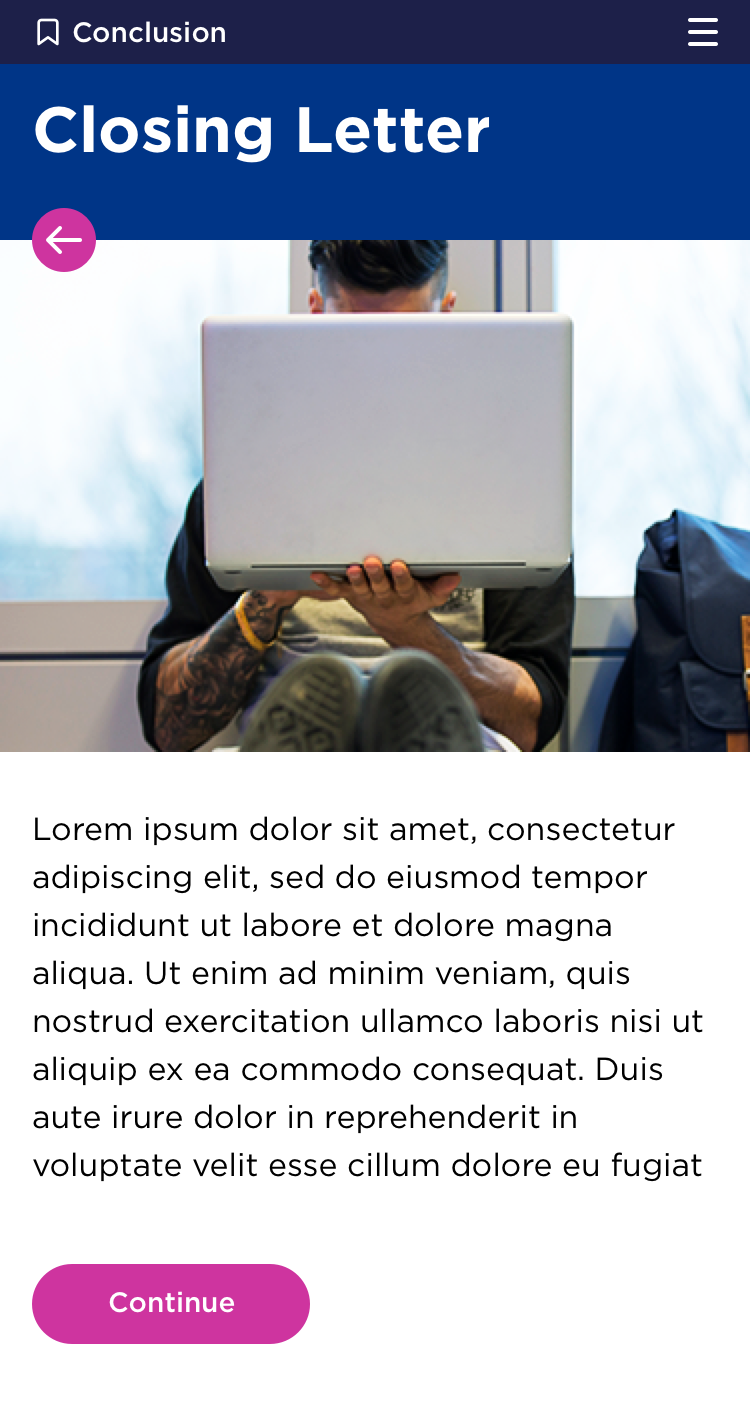 Conclusion
Closing Letter
Lorem ipsum dolor sit amet, consectetur
adipiscing elit, sed do eiusmod tempor
incididunt ut labore et dolore magna
aliqua. Ut enim ad minim veniam, quis
nostrud exercitation ullamco laboris nisi ut
aliquip ex ea commodo consequat. Duis
aute irure dolor in reprehenderit in
voluptate velit esse cillum dolore eu fugiat
Continue